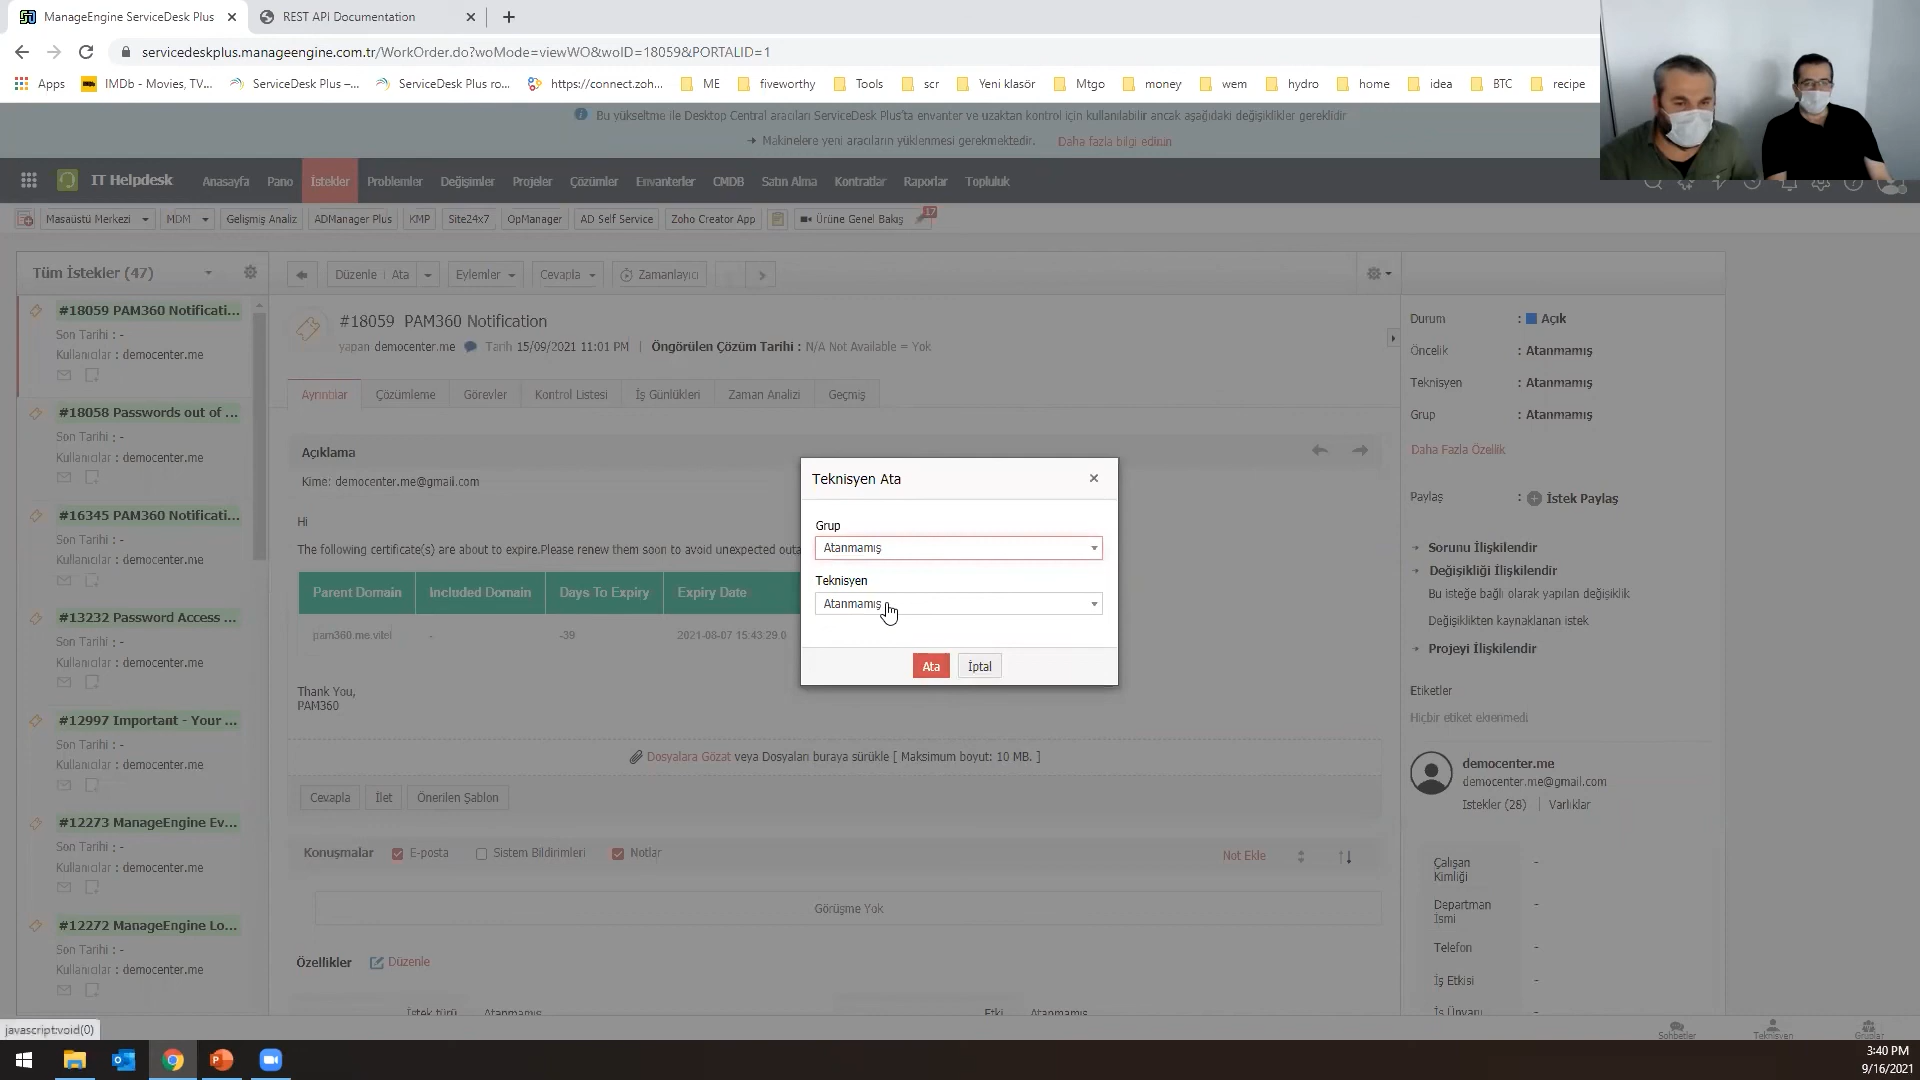 ManageEngine ServiceDesk Plus
REST API Documentation
servicedeskplus.manageengine.com.tr/WorkOrder.do?woMode=viewWO&woID=18059&PORTALID=1
Apps
IMDb - Movies, TV...
ServiceDesk Plus –...
ServiceDesk Plus ro...
https://connect.zoh...
ME
fiveworthy
Tools
scr
Yeni klasör
Mtgo
money
wem
hydro
home
idea
BTC
recipe
Bu yükseltme ile Desktop Central aracıları ServiceDesk Plus'ta envanter ve uzaktan kontrol için kullanılabilir ancak aşağıdaki değişiklikler gereklidir
Makinelere yeni araçların yüklenmesi gerekmektedir. Daha fazla bilgi edinin
IT Helpdesk
Anasayfa
Pano
İstekler
Problemler
Değişimler
Projeler
Çözümler
Envanterler
CMDB
Satın Alma
Kontratlar
Raporlar
Topluluk
Masaüstü Merkezi
MDM
Gelişmiş Analiz
ADManager Plus
KMP
Site24x7
OpManager
AD Self Service
Zoho Creator App
Ürüne Genel Bakış
17
Tüm İstekler (47)
#18059 PAM360 Notificati...
Son Tarihi : -
Kullanıcılar : democenter.me
#18058 Passwords out of ...
Son Tarihi : -
Kullanıcılar : democenter.me
#16345 PAM360 Notificati...
Son Tarihi : -
Kullanıcılar : democenter.me
#13232 Password Access ...
Son Tarihi : -
Kullanıcılar : democenter.me
#12997 Important - Your ...
Son Tarihi : -
Kullanıcılar : democenter.me
#12273 ManageEngine Ev...
Son Tarihi : -
Kullanıcılar : democenter.me
#12272 ManageEngine Lo...
Son Tarihi : -
Kullanıcılar : democenter.me
Düzenle
Ata
Eylemler
Cevapla
Zamanlayıcı
#18059 PAM360 Notification
yapan democenter.me Tarih 15/09/2021 11:01 PM | Öngörülen Çözüm Tarihi : N/A Not Available = Yok
Ayrıntılar
Çözümleme
Görevler
Kontrol Listesi
İş Günlükleri
Zaman Analizi
Geçmiş
Açıklama
Kime: democenter.me@gmail.com
Hi
The following certificate(s) are about to expire.Please renew them soon to avoid unexpected outa
Parent Domain
Included Domain
Days To Expiry
Expiry Date
pam360.me.vitel
-
-39
2021-08-07 15:43:29.0
Thank You,
PAM360
Dosyalara Gözat veya Dosyaları buraya sürükle [ Maksimum boyut: 10 MB. ]
Cevapla
İlet
Önerilen Şablon
Konuşmalar
E-posta
Sistem Bildirimleri
Notlar
Not Ekle
Görüşme Yok
Özellikler
Düzenle
İstek türü
Atanmamış
Etki
Atanmamış
Teknisyen Ata
Grup
Atanmamış
Teknisyen
Atanmamış
Ata
İptal
Durum : Açık
Öncelik : Atanmamış
Teknisyen : Atanmamış
Grup : Atanmamış
Daha Fazla Özellik
Paylaş : İstek Paylaş
Sorunu İlişkilendir
Değişikliği İlişkilendir
Bu isteğe bağlı olarak yapılan değişiklik
Değişiklikten kaynaklanan istek
Projeyi İlişkilendir
Etiketler
Hiçbir etiket eklenmedi
democenter.me
democenter.me@gmail.com
İstekler (28) | Varlıklar
Çalışan
Kimliği
-
Departman
İsmi
-
Telefon
-
İş Etkisi
-
İş Ünvanı
Sohbetler
Teknisyen
Gruplar
javascript:void(0)
3:40 PM
9/16/2021